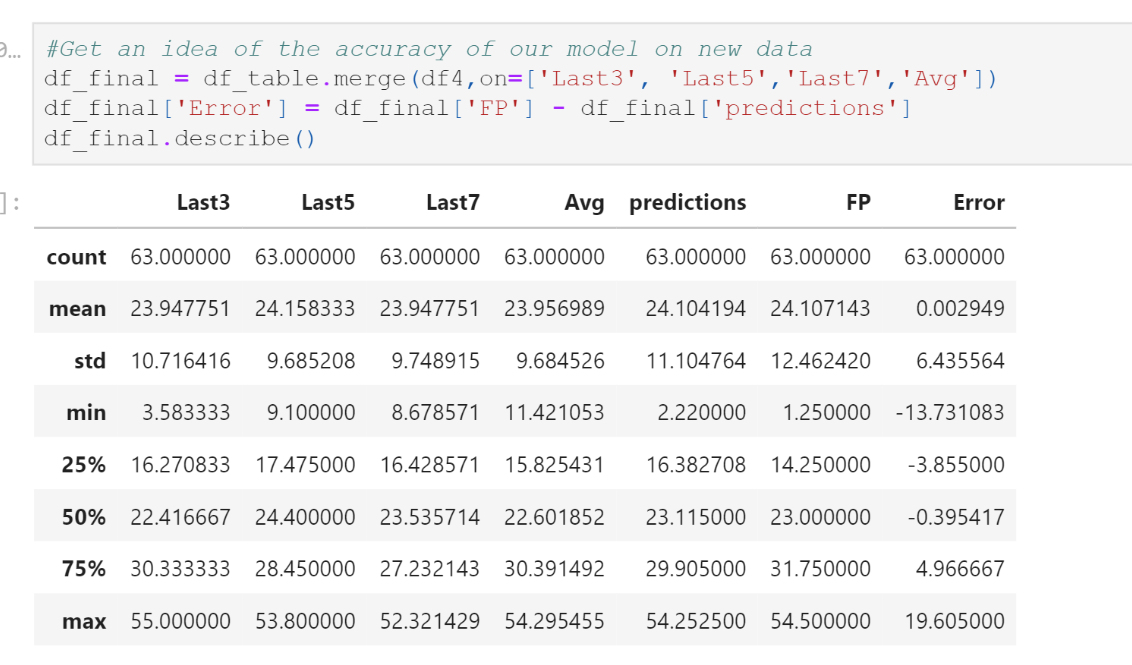 #Get an idea of the accuracy of our model on new data
df_final = df_table.merge(df4,on=['Last3', 'Last5','Last7','Avg'])
df_final['Error'] = df_final['FP'] - df_final['predictions']
df_final.describe()
]:
Last3 Last5 Last7 Avg predictions FP Error
count 63.000000 63.000000 63.000000 63.000000 63.000000 63.000000 63.000000
mean 23.947751 24.158333 23.947751 23.956989 24.104194 24.107143 0.002949
std 10.716416 9.685208 9.748915 9.684526 11.104764 12.462420 6.435564
min 3.583333 9.100000 8.678571 11.421053 2.220000 1.250000 -13.731083
25% 16.270833 17.475000 16.428571 15.825431 16.382708 14.250000 -3.855000
50% 22.416667 24.400000 23.535714 22.601852 23.115000 23.000000 -0.395417
75% 30.333333 28.450000 27.232143 30.391492 29.905000 31.750000 4.966667
max 55.000000 53.800000 52.321429 54.295455 54.252500 54.500000 19.605000